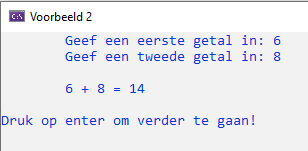 Voorbeeld 2
Geef een eerste getal in: 6
Geef een tweede getal in: 8
6 + 8 = 14
Druk op enter om verder te gaan!